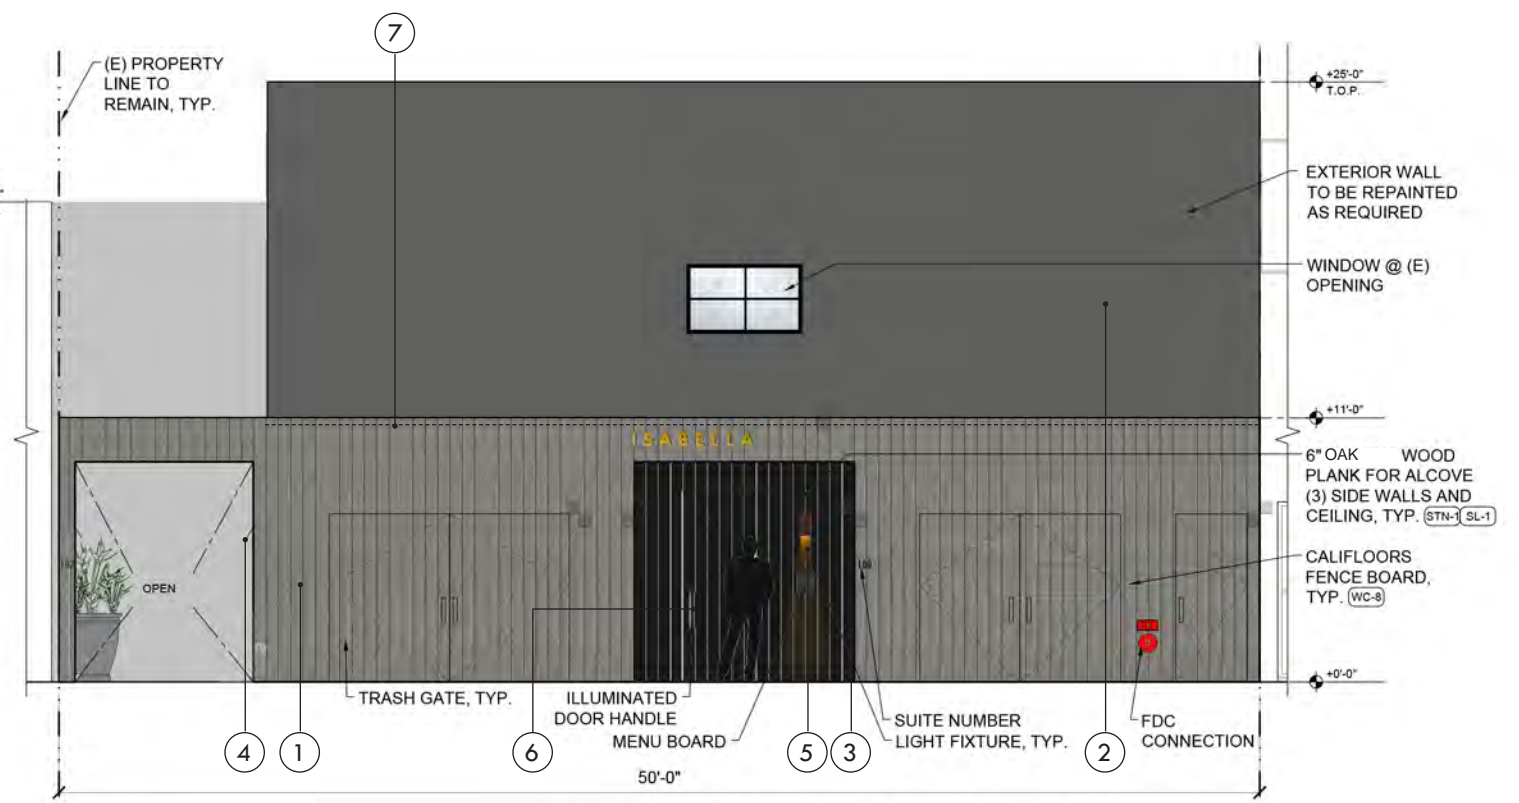 7
(E) PROPERTY
LINE TO
REMAIN, TYP.
+25'-0"
T.O.P.
EXTERIOR WALL
TO BE REPAINTED
AS REQUIRED
WINDOW @ (E)
OPENING
+11'-0"
ISABELLA
6" OAK WOOD
PLANK FOR ALCOVE
(3) SIDE WALLS AND
CEILING, TYP. STN-1 SL-1
CALIFLOORS
FENCE BOARD,
TYP. WC-8
OPEN
+0'-0"
TRASH GATE, TYP.
ILLUMINATED
DOOR HANDLE
MENU BOARD
SUITE NUMBER
LIGHT FIXTURE, TYP.
FDC
CONNECTION
4 1 6 5 3 2
50'-0"